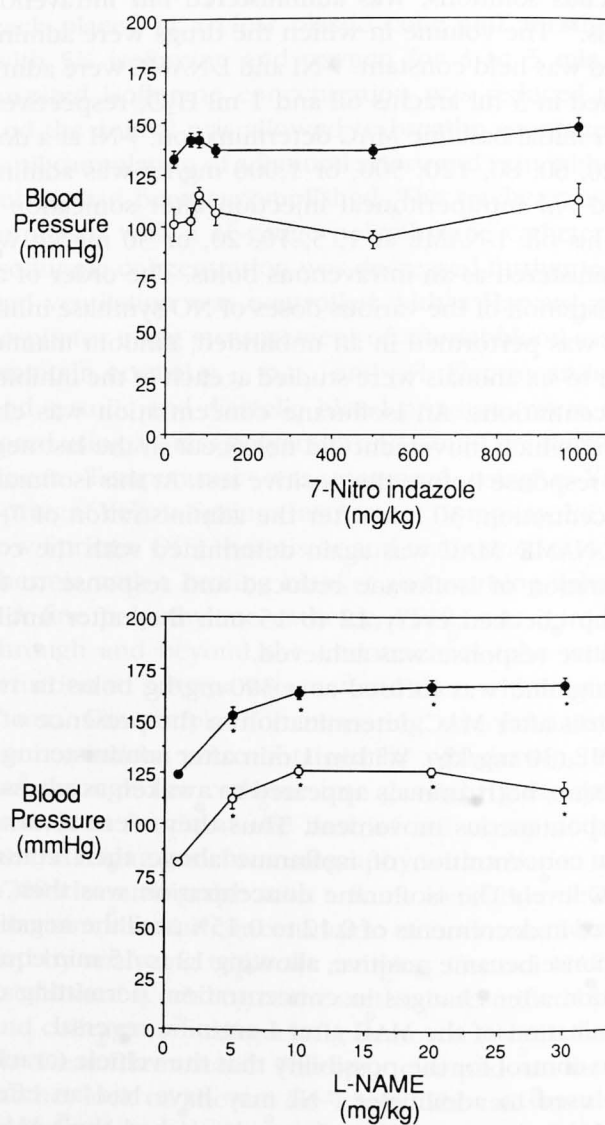 200
175
150
125
100
75
50
25
0
Blood
Pressure
(mmHg)
0 200 400 600 800 1000
7-Nitro indazole
(mg/kg)
200
175
150
125
100
75
50
25
0
Blood
Pressure
(mmHg)
* * * *
* * *
0 5 10 15 20 25 30
L-NAME
(mg/kg)